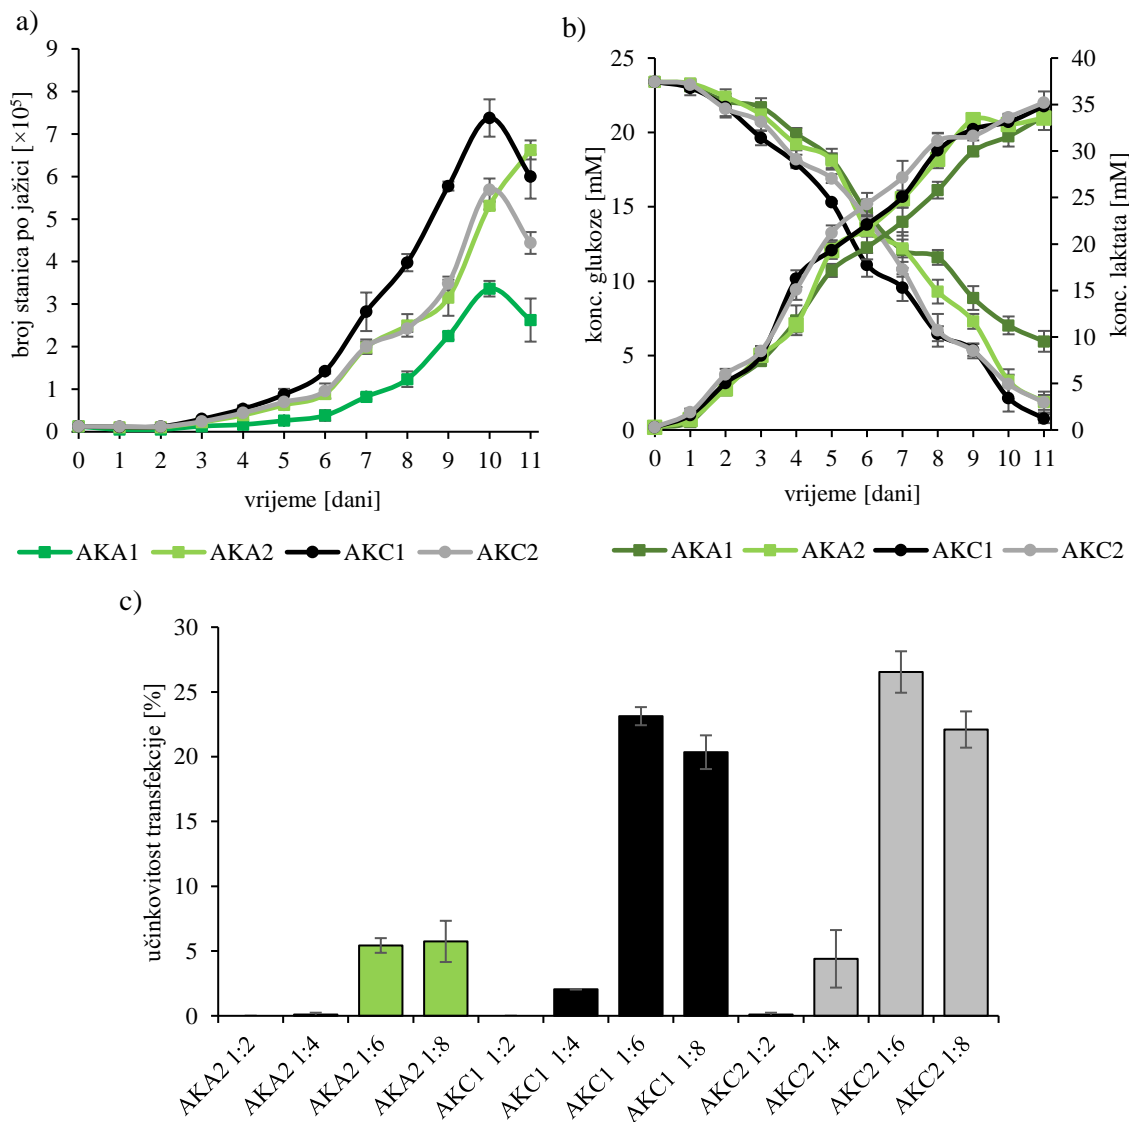 a)
broj stanica po jažici [×10⁵]
9
8
7
6
5
4
3
2
1
0
0 1 2 3 4 5 6 7 8 9 10 11
vrijeme [dani]
AKA1 AKA2 AKC1 AKC2
b)
konc. glukoze [mM]
25
20
15
10
5
0
40
35
30
25
20
15
10
5
0
konc. laktata [mM]
0 1 2 3 4 5 6 7 8 9 10 11
vrijeme [dani]
AKA1 AKA2 AKC1 AKC2
c)
učinkovitost transfekcije [%]
30
25
20
15
10
5
0
AKA2 1:2
AKA2 1:4
AKA2 1:6
AKA2 1:8
AKC1 1:2
AKC1 1:4
AKC1 1:6
AKC1 1:8
AKC2 1:2
AKC2 1:4
AKC2 1:6
AKC2 1:8